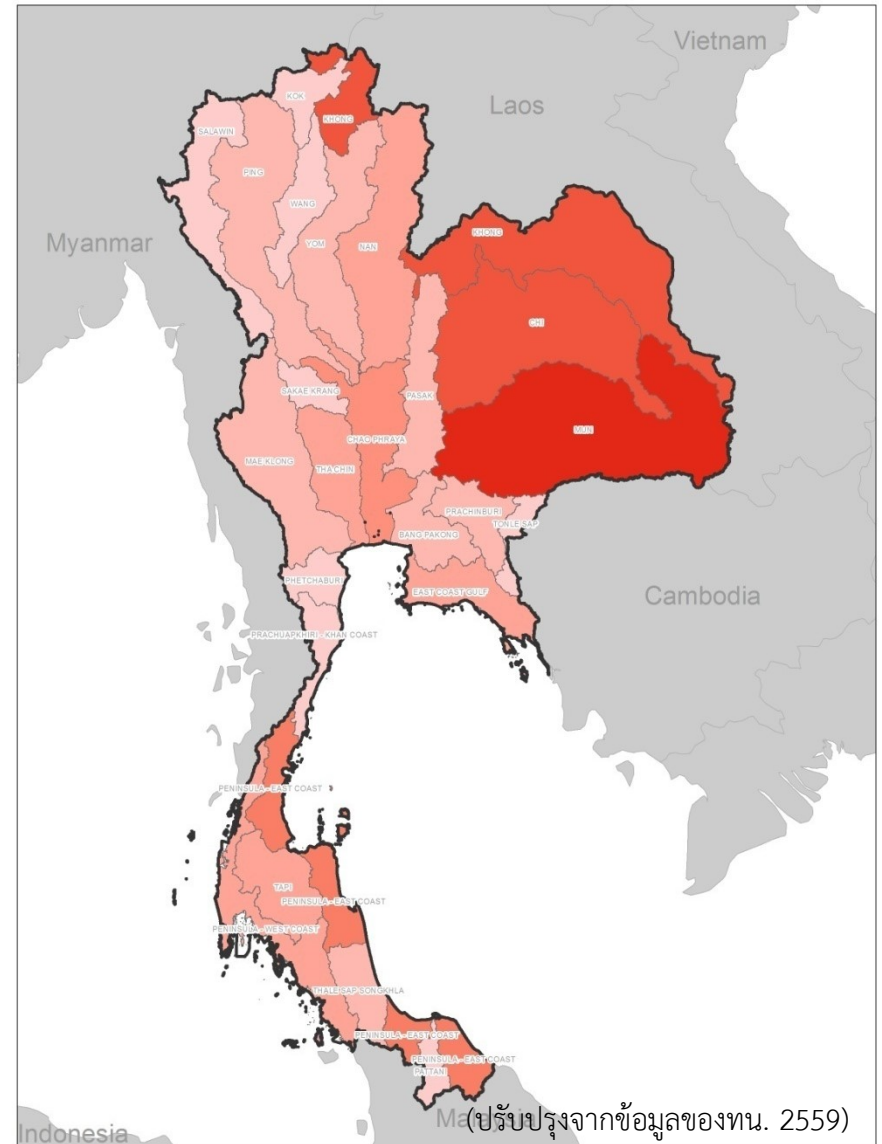 Vietnam
Laos
KOK
KHONG
SALAWIN
PING
WANG
YOM
NAN
Myanmar
KHONG
CHI
SAKAE KRANG
PASAK
CHAO PHRAYA
MUN
MAE KLONG
THA CHIN
PRACHINBURI
TONLE SAP
BANG PAKONG
PHETCHABURI
EAST COAST GULF
Cambodia
PRACHUAPKHIRI - KHAN COAST
PENINSULA - EAST COAST
TAPI
PENINSULA - EAST COAST
PENINSULA - WEST COAST
THALE SAP SONGKHLA
PENINSULA - EAST COAST
PENINSULA - EAST COAST
PATTANI
Malaysia
(ปรับปรุงจากข้อมูลของทน. 2559)
Indonesia